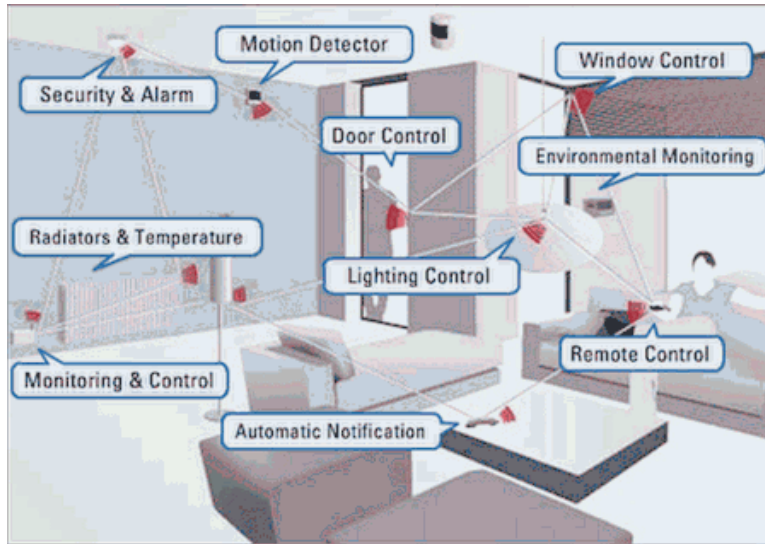 Motion Detector
Security & Alarm
Window Control
Door Control
Environmental Monitoring
Radiators & Temperature
Lighting Control
Remote Control
Monitoring & Control
Automatic Notification